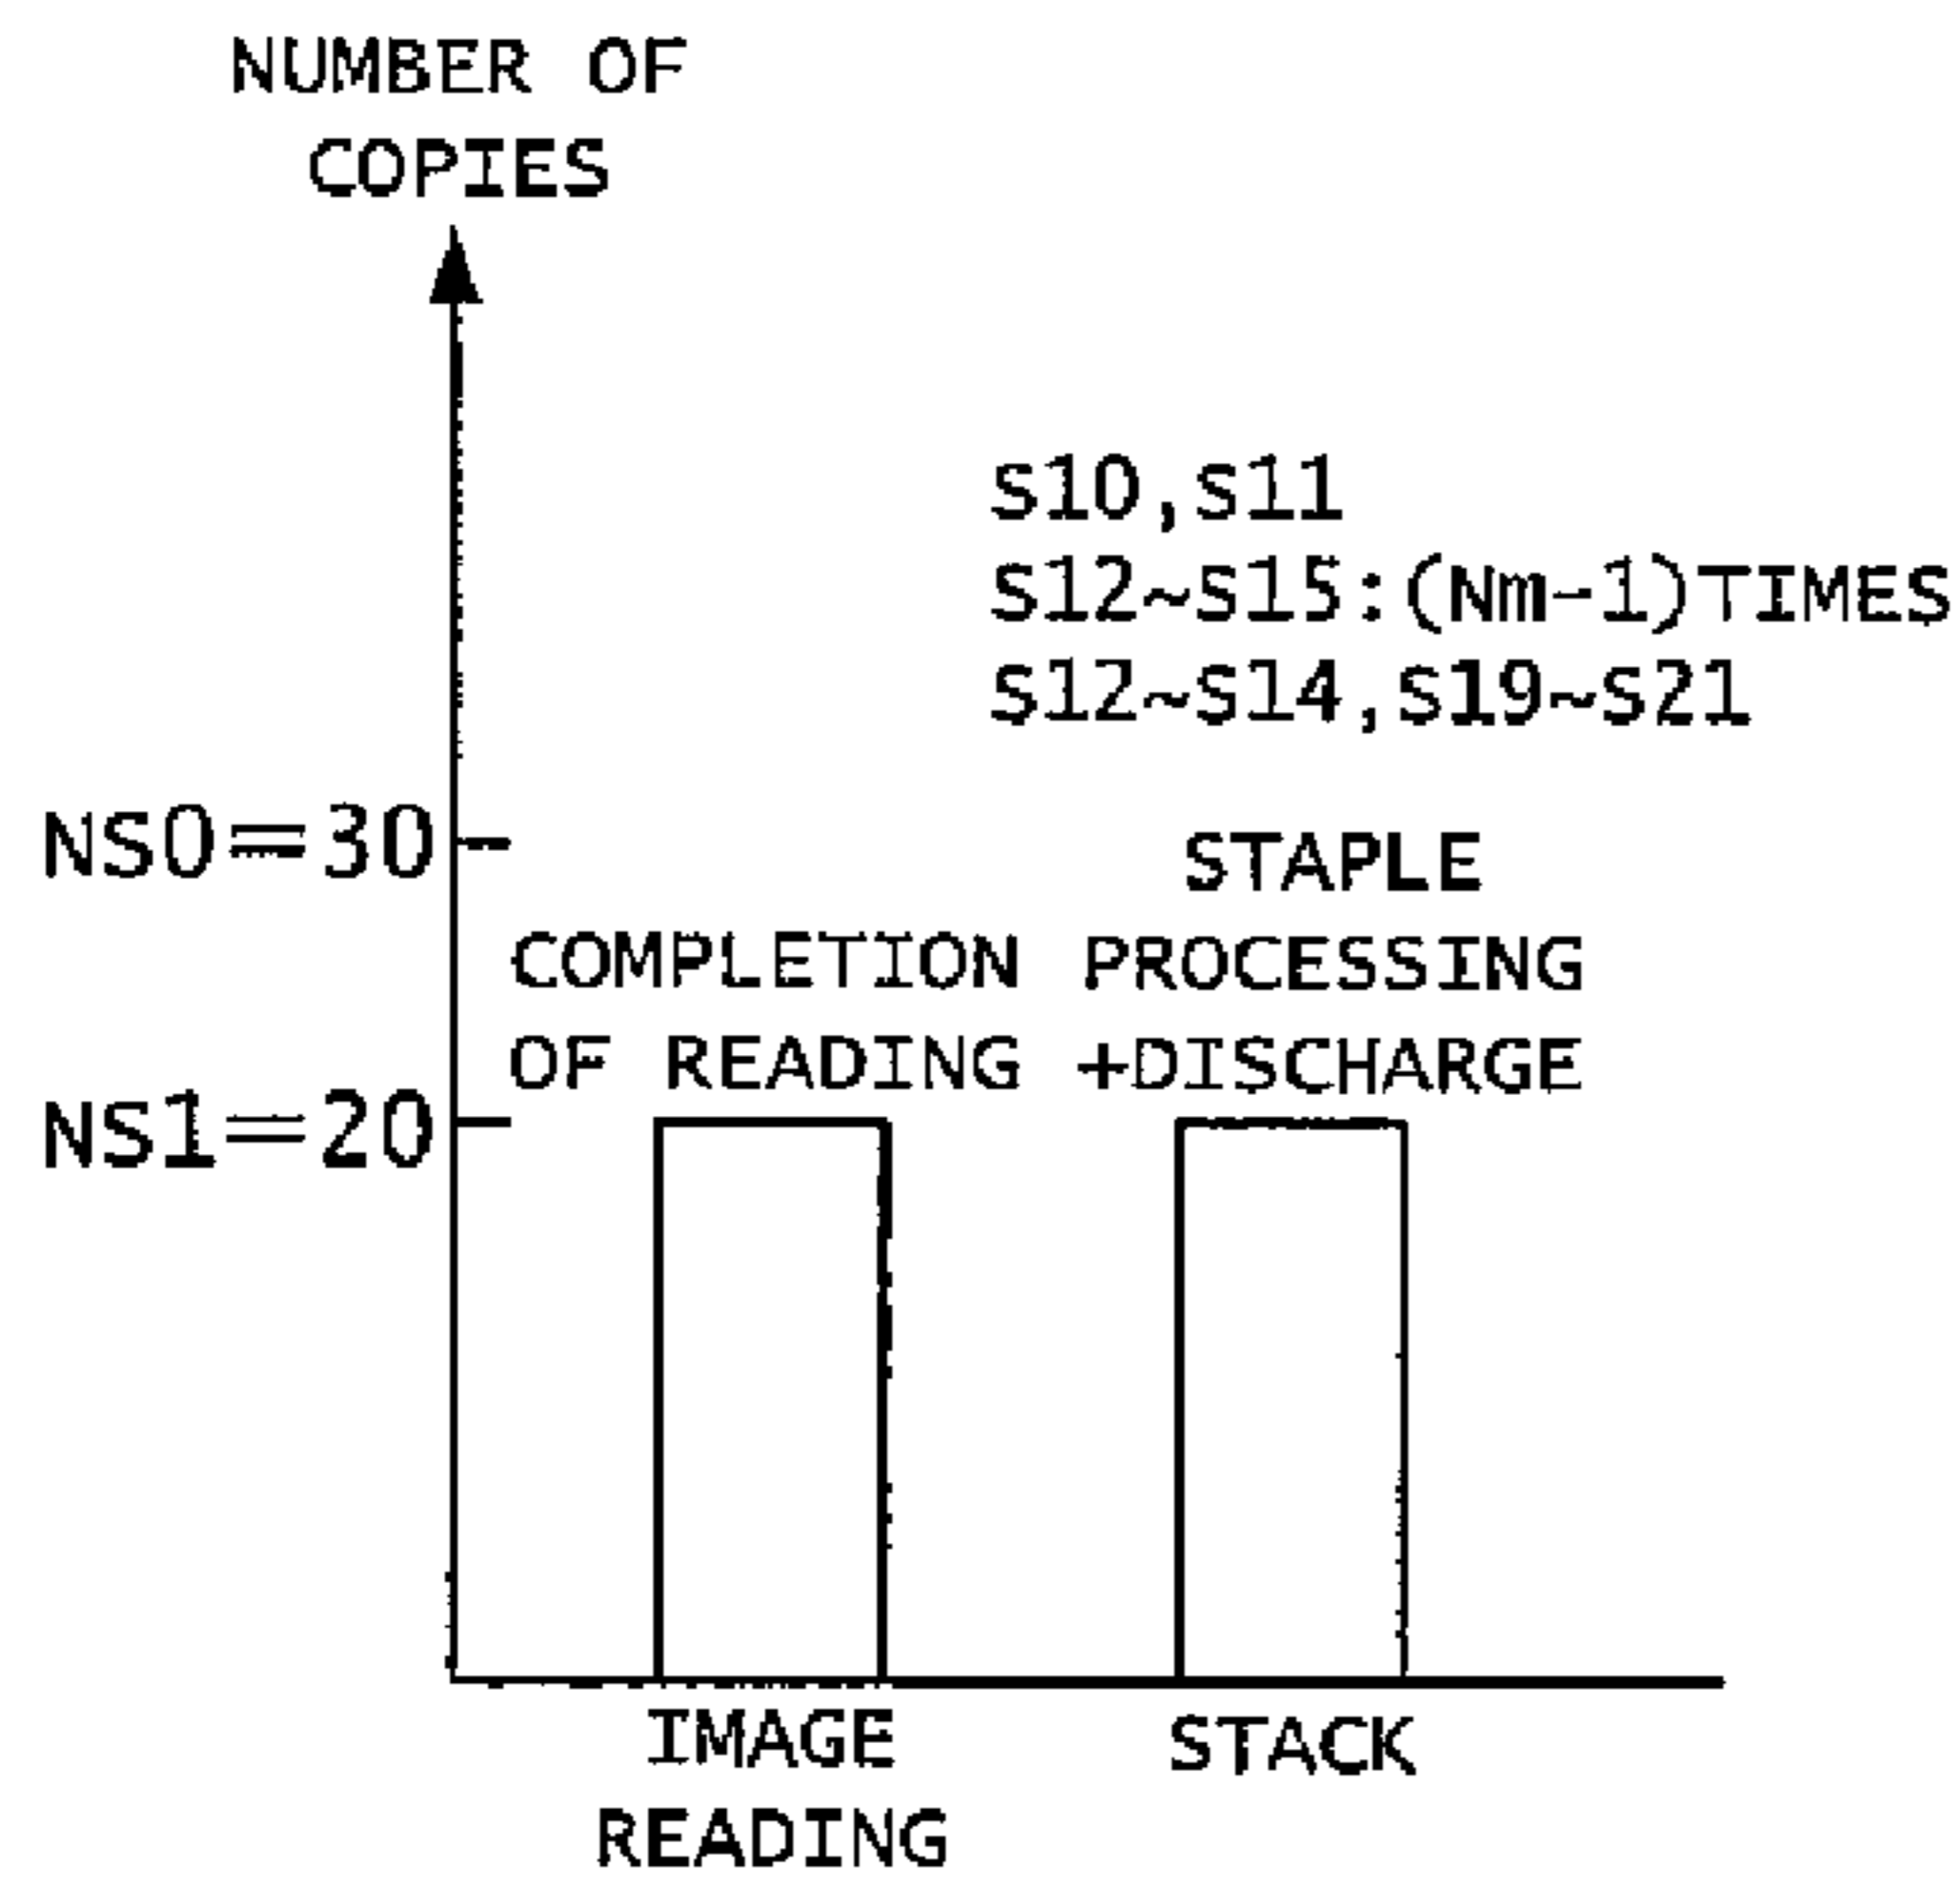 NUMBER OF
COPIES
S10,S11
S12~S15:(Nm-1)TIMES
S12~S14,S19~S21
NS0=30
STAPLE
COMPLETION PROCESSING
OF READING +DISCHARGE
NS1=20
IMAGE
READING
STACK